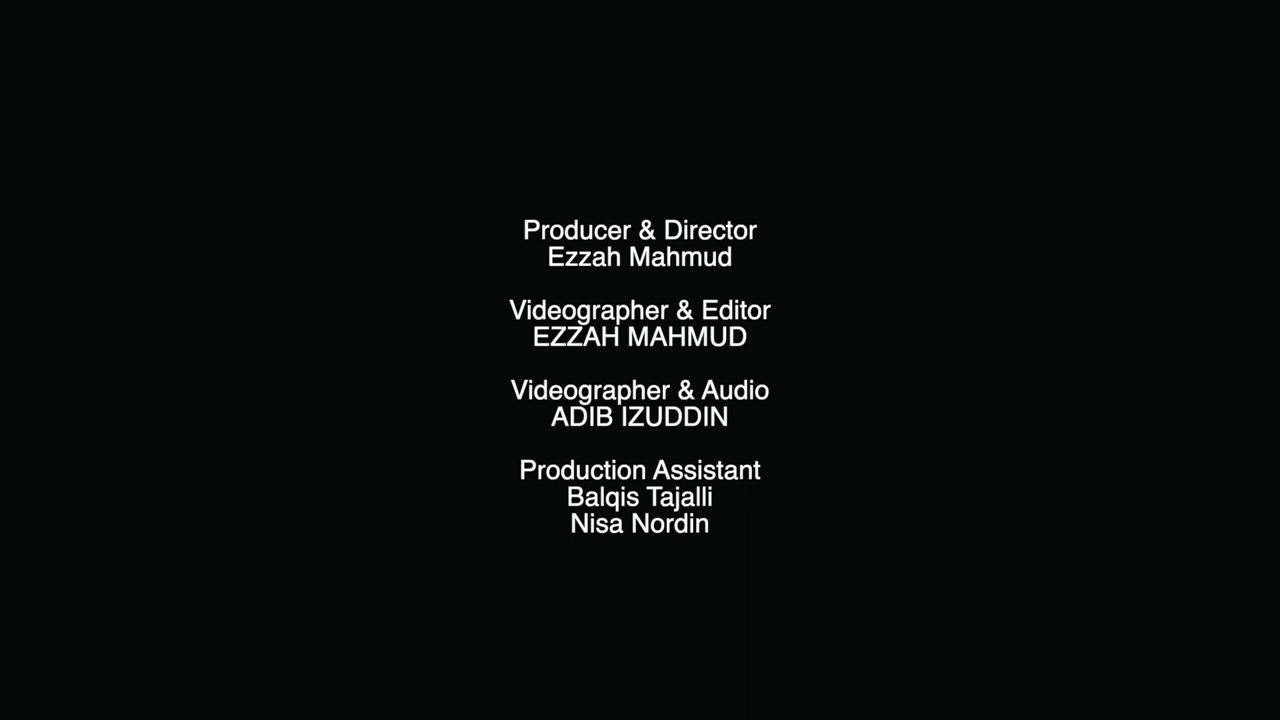 Producer & Director
Ezzah Mahmud
Videographer & Editor
EZZAH MAHMUD
Videographer & Audio
ADIB IZUDDIN
Production Assistant
Balqis Tajalli
Nisa Nordin